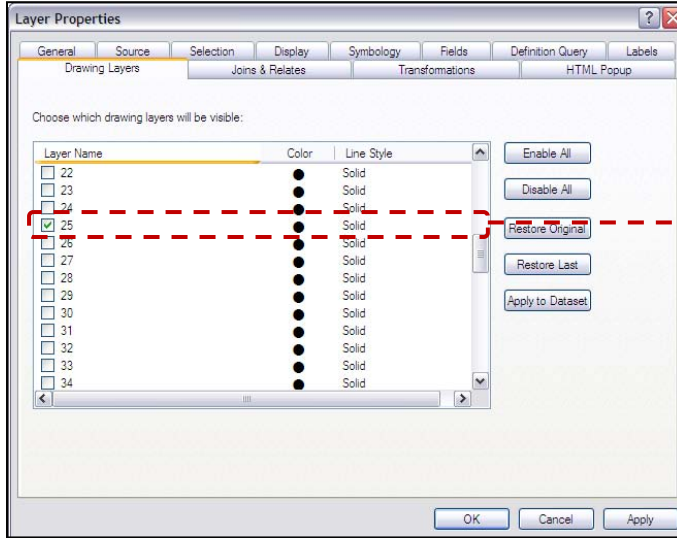 Layer Properties
General Source Selection Display Symbology Fields Definition Query Labels
Drawing Layers Joins & Relates Transformations HTML Popup
Choose which drawing layers will be visible:
Layer Name Color Line Style
22 Solid
23 Solid
24 Solid
25 Solid
26 Solid
27 Solid
28 Solid
29 Solid
30 Solid
31 Solid
32 Solid
33 Solid
34 Solid
Enable All
Disable All
Restore Original
Restore Last
Apply to Dataset
OK Cancel Apply